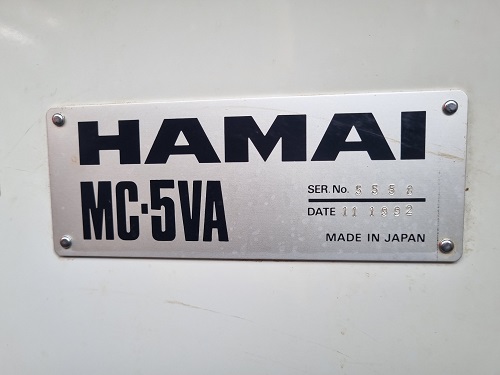 HAMAI
MC-5VA
SER. No.
DATE 11 1992
MADE IN JAPAN